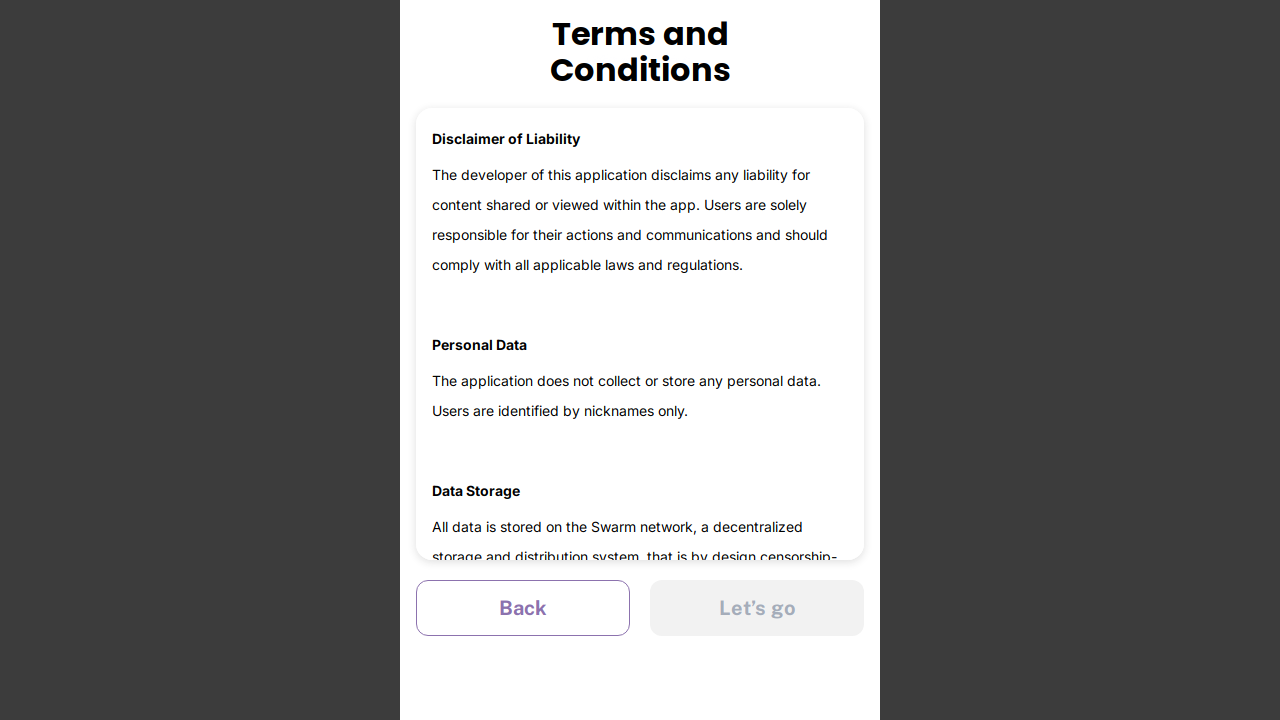 Terms and
Conditions
Disclaimer of Liability
The developer of this application disclaims any liability for
content shared or viewed within the app. Users are solely
responsible for their actions and communications and should
comply with all applicable laws and regulations.
Personal Data
The application does not collect or store any personal data.
Users are identified by nicknames only.
Data Storage
All data is stored on the Swarm network, a decentralized
storage and distribution system, that is by design censorship-
Back
Let’s go